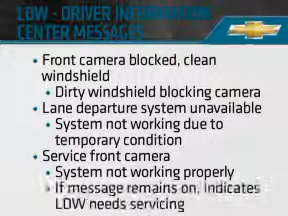 LDW - DRIVER INFORMATION
CENTER MESSAGES
• Front camera blocked, clean
windshield
• Dirty windshield blocking camera
• Lane departure system unavailable
• System not working due to
temporary condition
• Service front camera
• System not working properly
• If message remains on, Indicates
LDW needs servicing